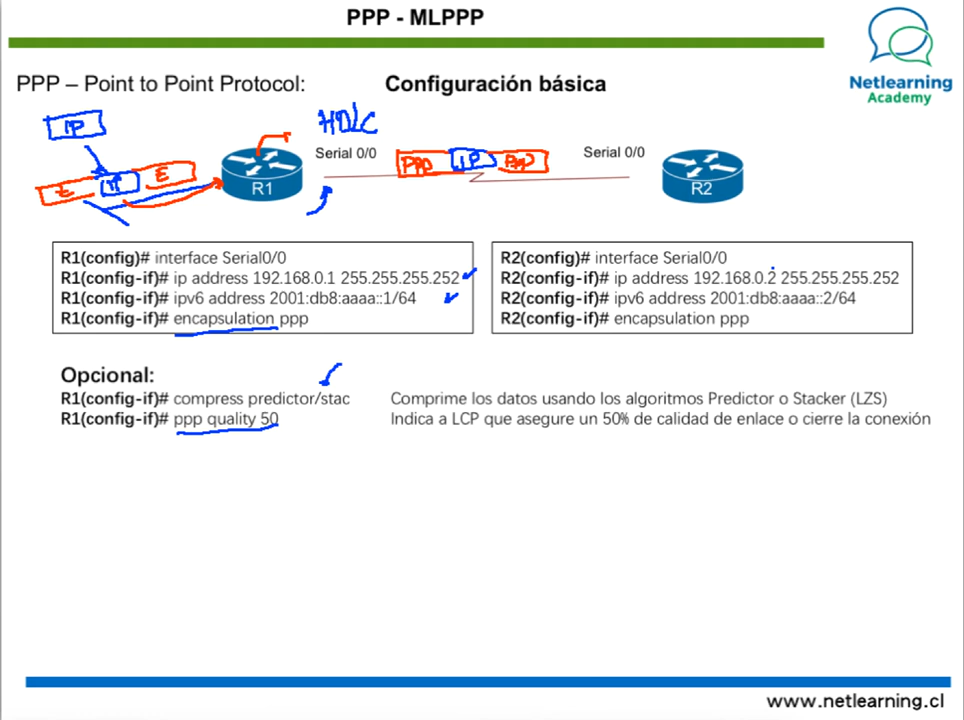 PPP - MLPPP
Netlearning
Academy
PPP – Point to Point Protocol:
Configuración básica
IP
HDLC
Serial 0/0
PPP IP PPP
Serial 0/0
E IP E
R1
R2
R1(config)# interface Serial0/0
R1(config-if)# ip address 192.168.0.1 255.255.255.252
R1(config-if)# ipv6 address 2001:db8:aaaa::1/64
R1(config-if)# encapsulation ppp
R2(config)# interface Serial0/0
R2(config-if)# ip address 192.168.0.2 255.255.255.252
R2(config-if)# ipv6 address 2001:db8:aaaa::2/64
R2(config-if)# encapsulation ppp
Opcional:
R1(config-if)# compress predictor/stac
Comprime los datos usando los algoritmos Predictor o Stacker (LZS)
R1(config-if)# ppp quality 50
Indica a LCP que asegure un 50% de calidad de enlace o cierre la conexión
www.netlearning.cl